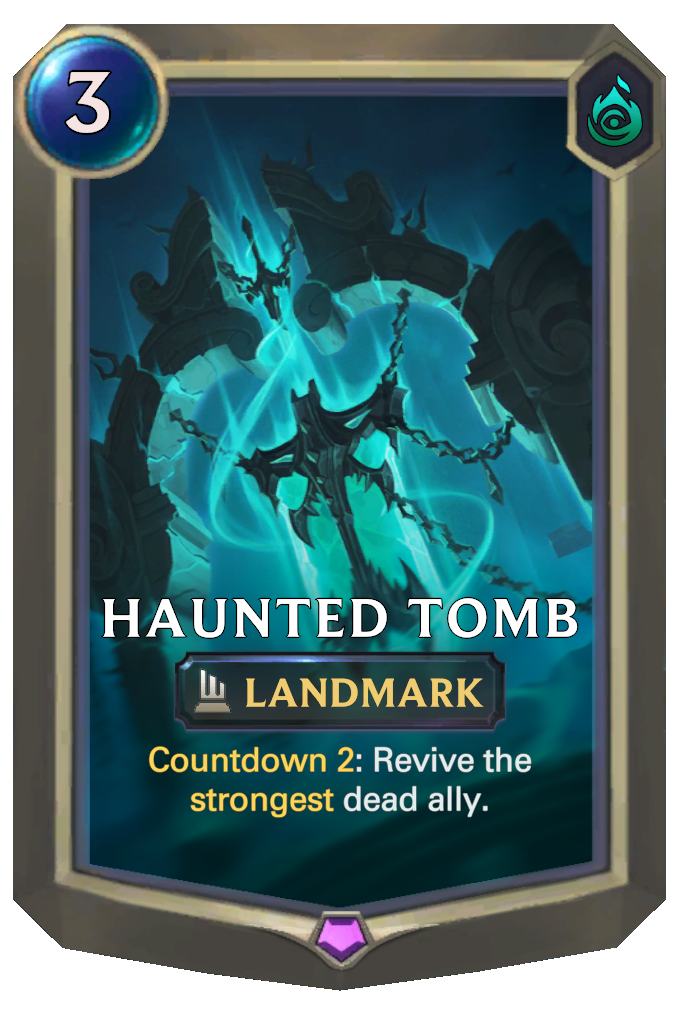 3
HAUNTED TOMB
LANDMARK
Countdown 2: Revive the
strongest dead ally.